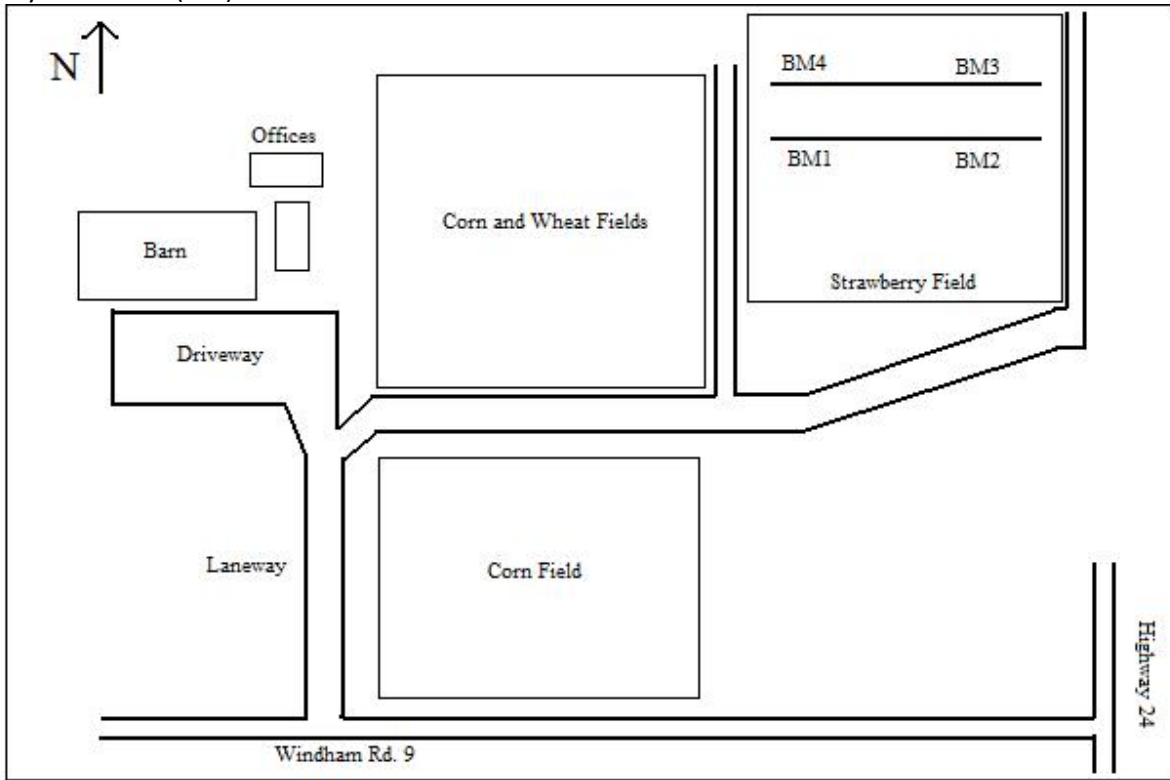 N
BM4
BM3
BM1
BM2
Offices
Corn and Wheat Fields
Barn
Strawberry Field
Driveway
Laneway
Corn Field
Highway 24
Windham Rd. 9